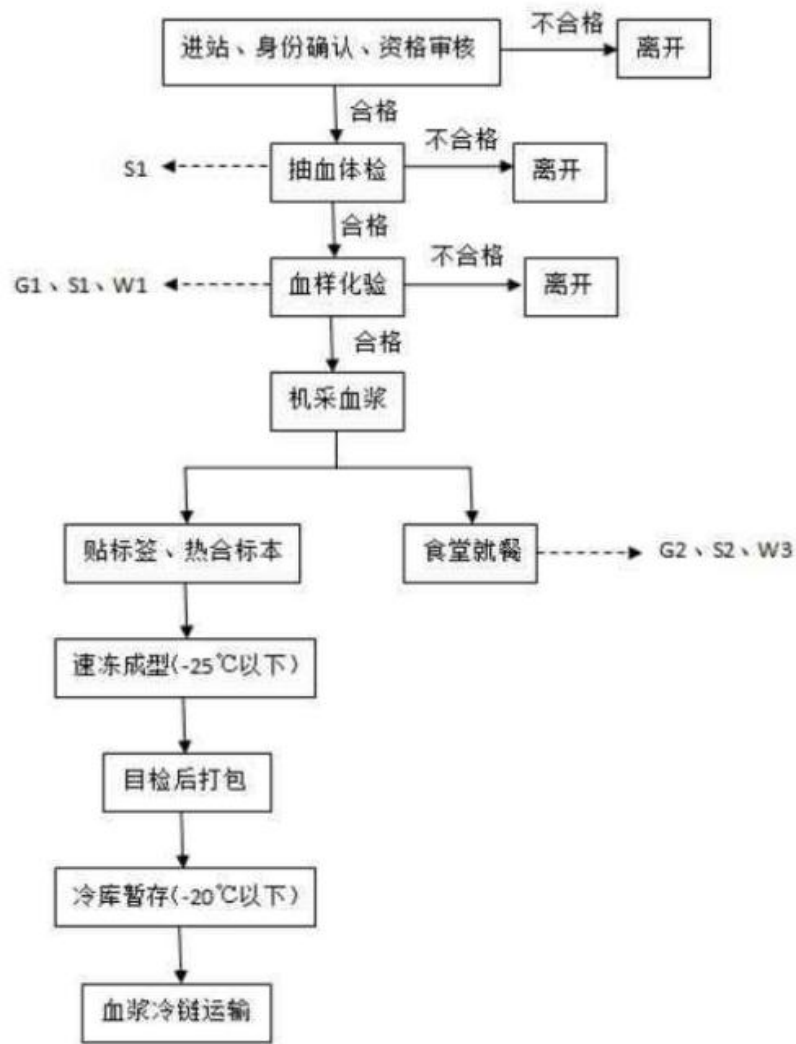 进站、身份确认、资格审核
不合格
离开
合格
S1
抽血体检
不合格
离开
合格
G1、S1、W1
血样化验
不合格
离开
合格
机采血浆
贴标签、热合标本
食堂就餐
G2、S2、W3
速冻成型(-25℃以下)
目检后打包
冷库暂存(-20℃以下)
血浆冷链运输